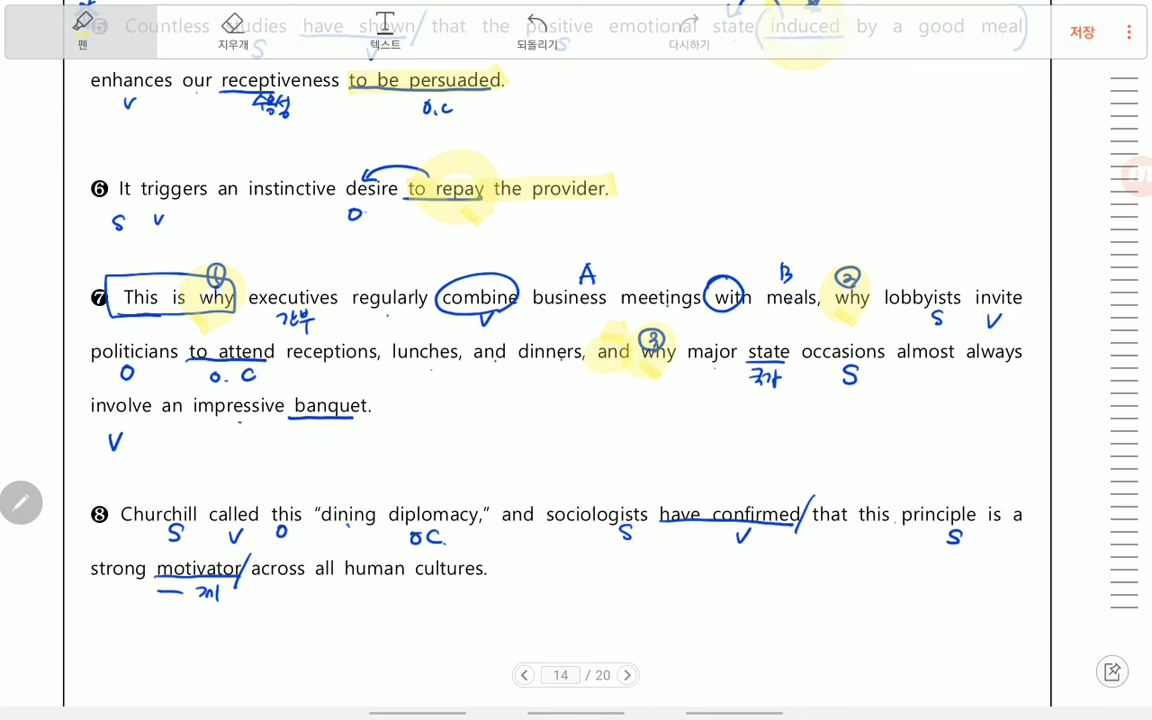 ❺ Countless studies have shown that the positive emotional state induced by a good meal
펜 지우개 텍스트 되돌리기 다시하기 저장
S V S
enhances our receptiveness to be persuaded.
V 수용성 O.C
❻ It triggers an instinctive desire to repay the provider.
S V O
① A B ②
❼ This is why executives regularly combine business meetings with meals, why lobbyists invite
간부 V S V
③
politicians to attend receptions, lunches, and dinners, and why major state occasions almost always
O O.C 국가 S
involve an impressive banquet.
V
❽ Churchill called this “dining diplomacy,” and sociologists have confirmed that this principle is a
S V O OC. S V S
strong motivator across all human cultures.
14 / 20